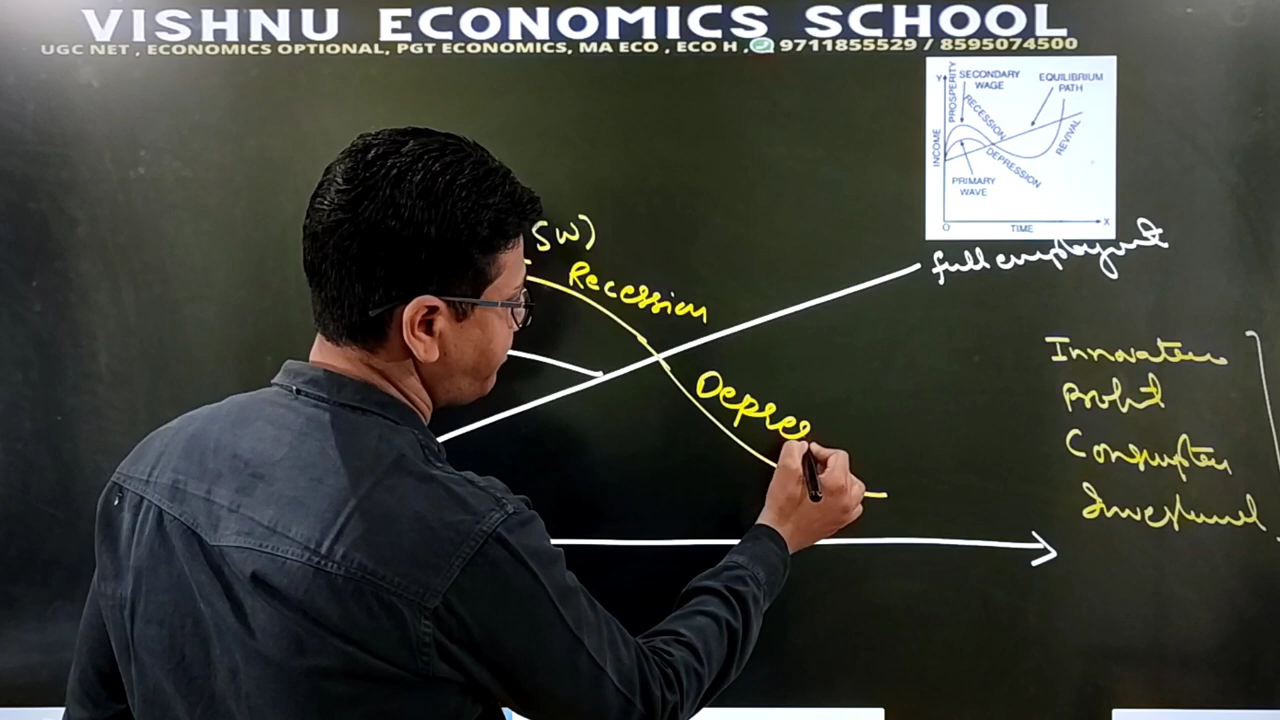 VISHNU ECONOMICS SCHOOL
UGC NET , ECONOMICS OPTIONAL, PGT ECONOMICS, MA ECO , ECO H , 9711855529 / 8595074500
Y
PROSPERITY
SECONDARY
WAGE
EQUILIBRIUM
PATH
RECESSION
INCOME
REVIVAL
DEPRESSION
PRIMARY
WAVE
O
TIME
X
SW)
Recession
full employment
Depres
Innovation
Profit
Consumption
Investment